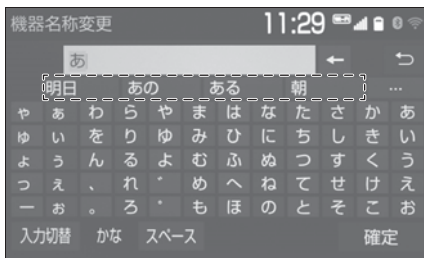 機器名称変更 11:29
あ ←
明日 あの ある 朝 …
ゃ ぁ わ ら や ま は な た さ か あ
ゅ ぃ を り ゆ み ひ に ち し き い
ょ ぅ ん る よ む ふ ぬ つ す く う
っ ぇ 、 れ ゛ め へ ね て せ け え
ー ぉ 。 ろ ゜ も ほ の と そ こ お
入力切替 かな スペース 確定